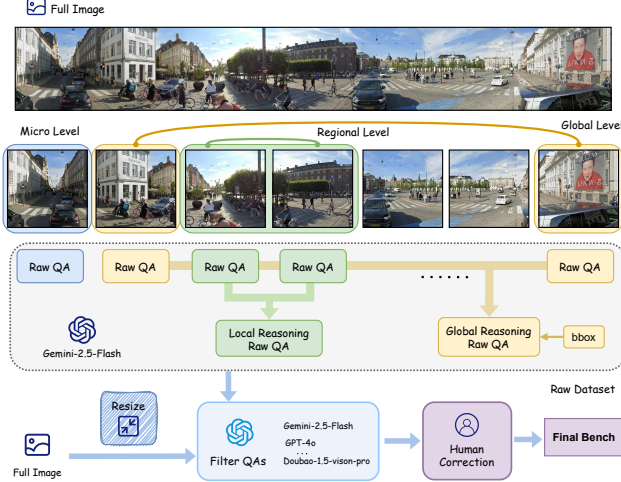 Full Image
Micro Level
Regional Level
Global Level
Raw QA
Raw QA
Raw QA
Raw QA
Raw QA
......
Local Reasoning
Raw QA
Global Reasoning
Raw QA
bbox
Gemini-2.5-Flash
Raw Dataset
Resize
Full Image
Filter QAs
Gemini-2.5-Flash
GPT-4o
...
Doubao-1.5-vison-pro
Human
Correction
Final Bench